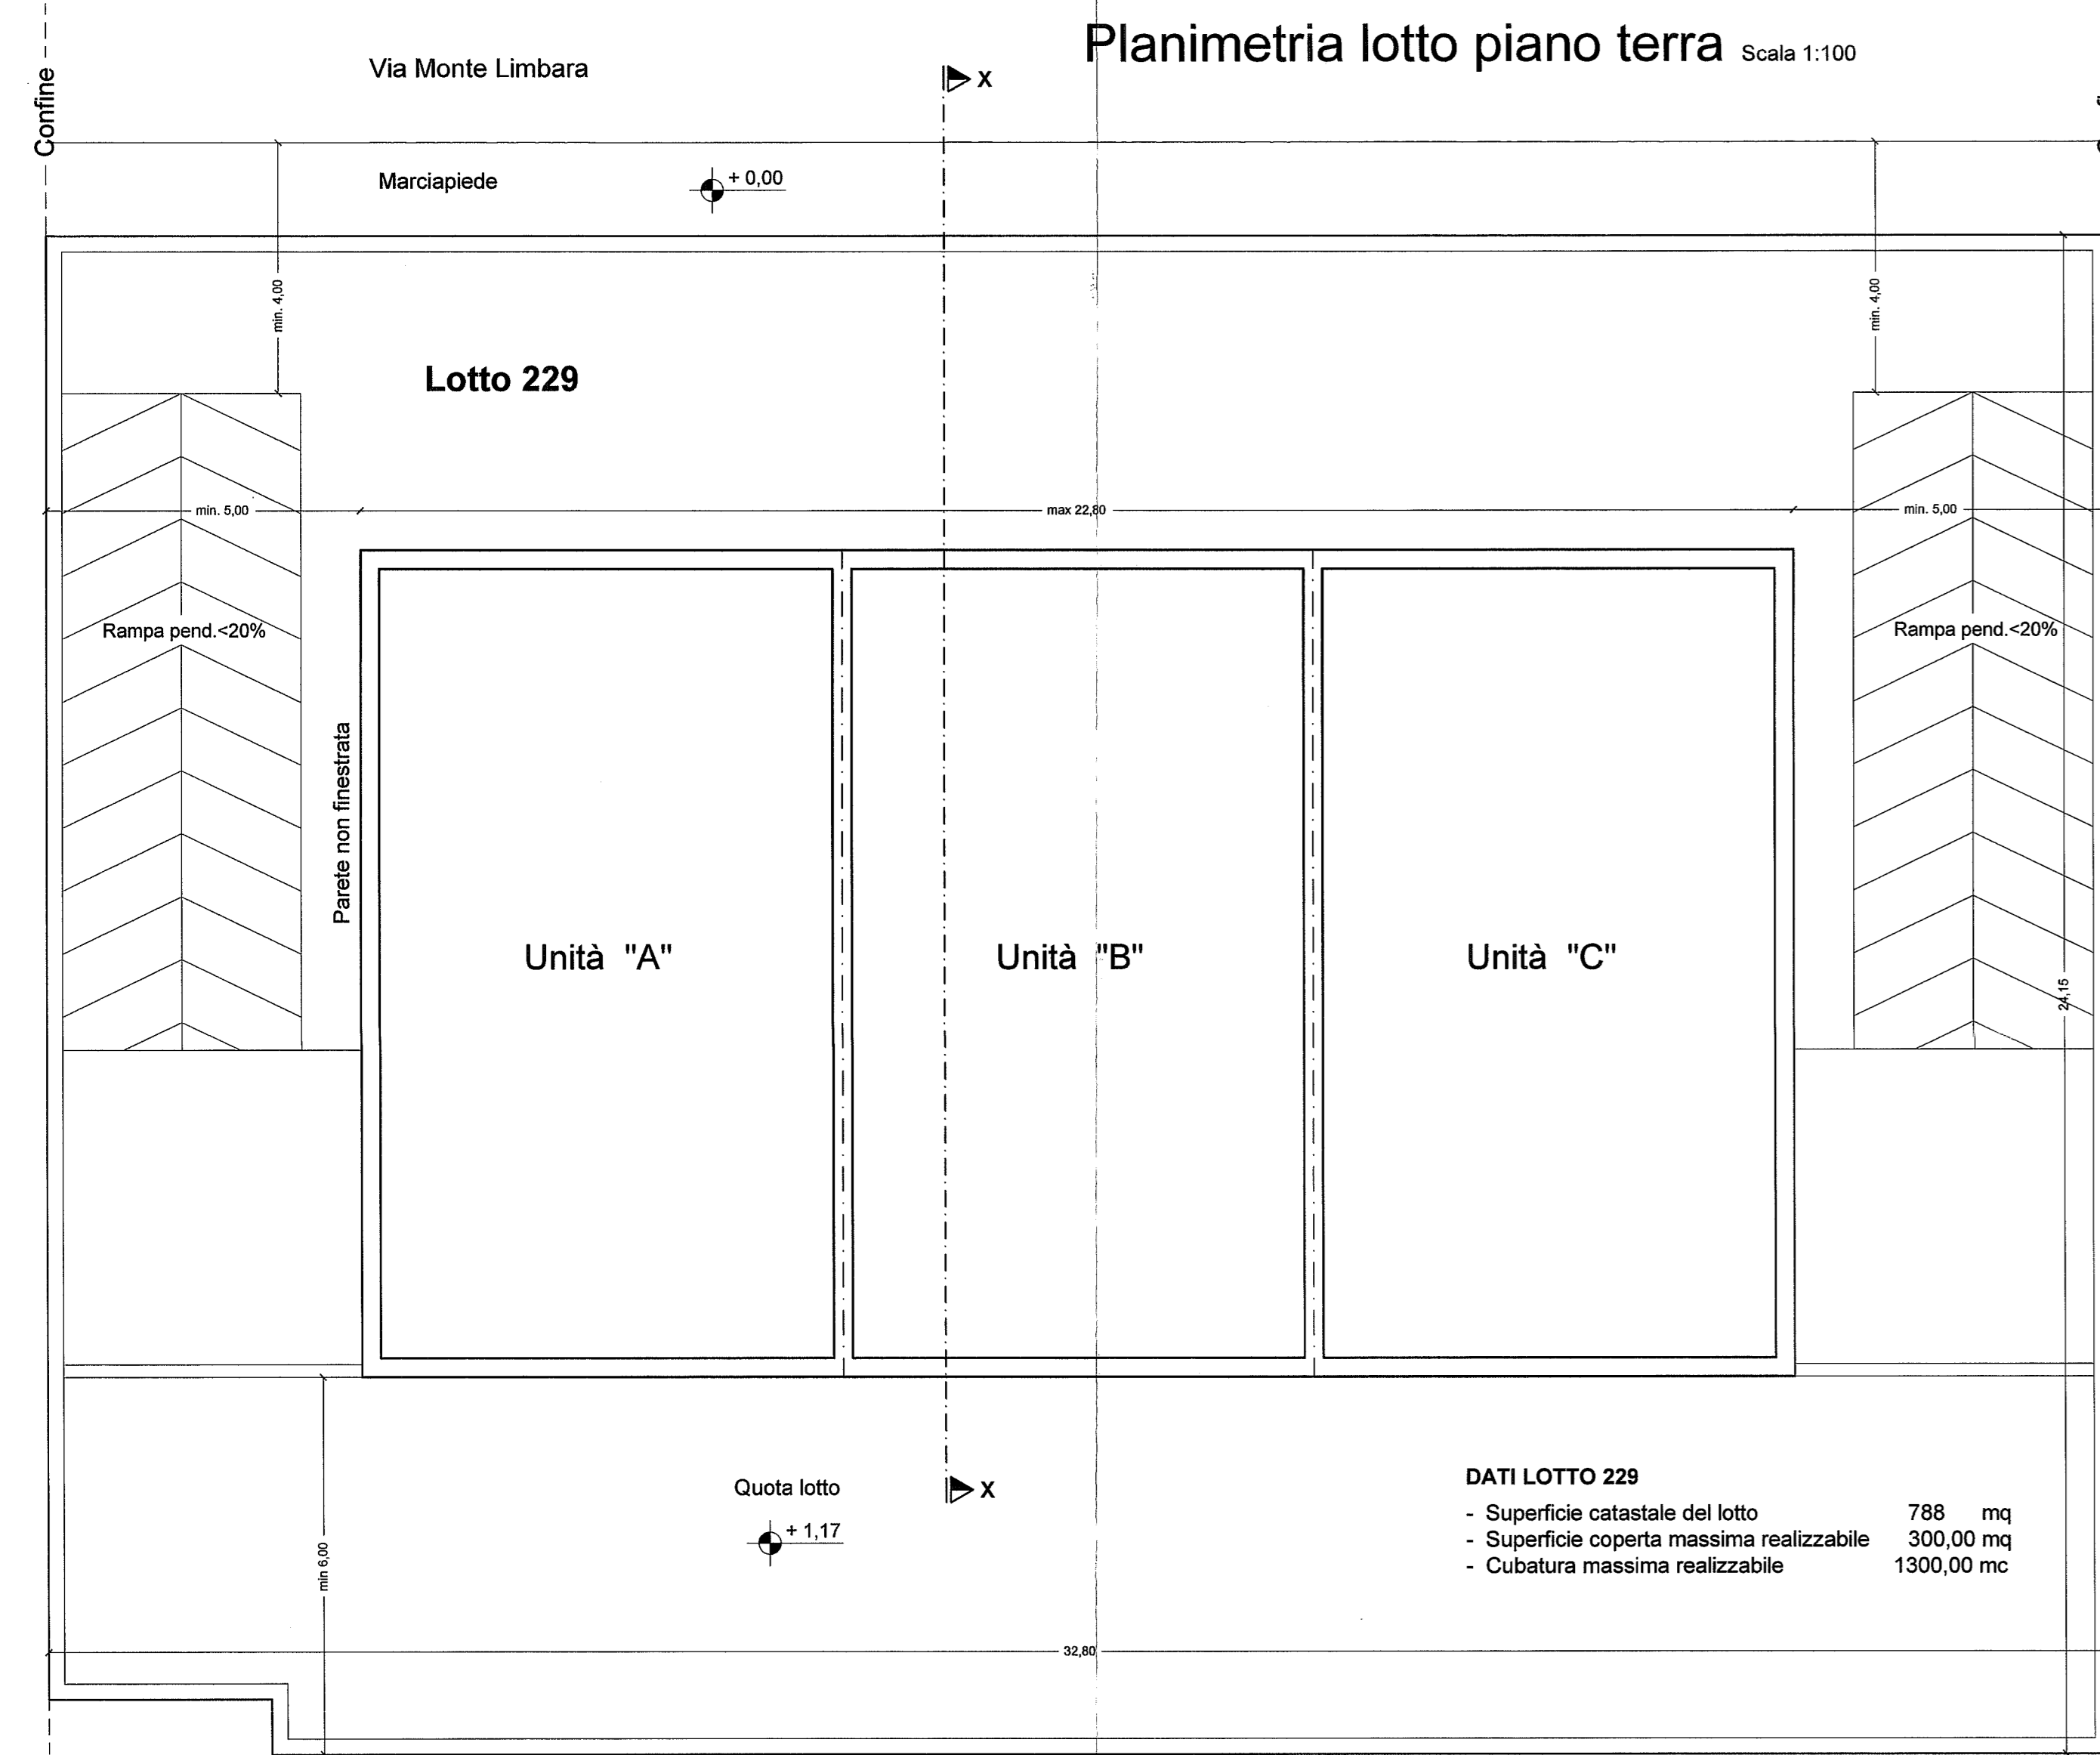 Planimetria lotto piano terra Scala 1:100
Via Monte Limbara
X
Confine
Marciapiede
+ 0,00
min. 4,00
min. 4,00
Lotto 229
min. 5,00
max 22,80
min. 5,00
Rampa pend.<20%
Rampa pend.<20%
Parete non finestrata
Unità "A"
Unità "B"
Unità "C"
24,15
Quota lotto
X
+ 1,17
min 6,00
DATI LOTTO 229
- Superficie catastale del lotto 788 mq
- Superficie coperta massima realizzabile 300,00 mq
- Cubatura massima realizzabile 1300,00 mc
32,80